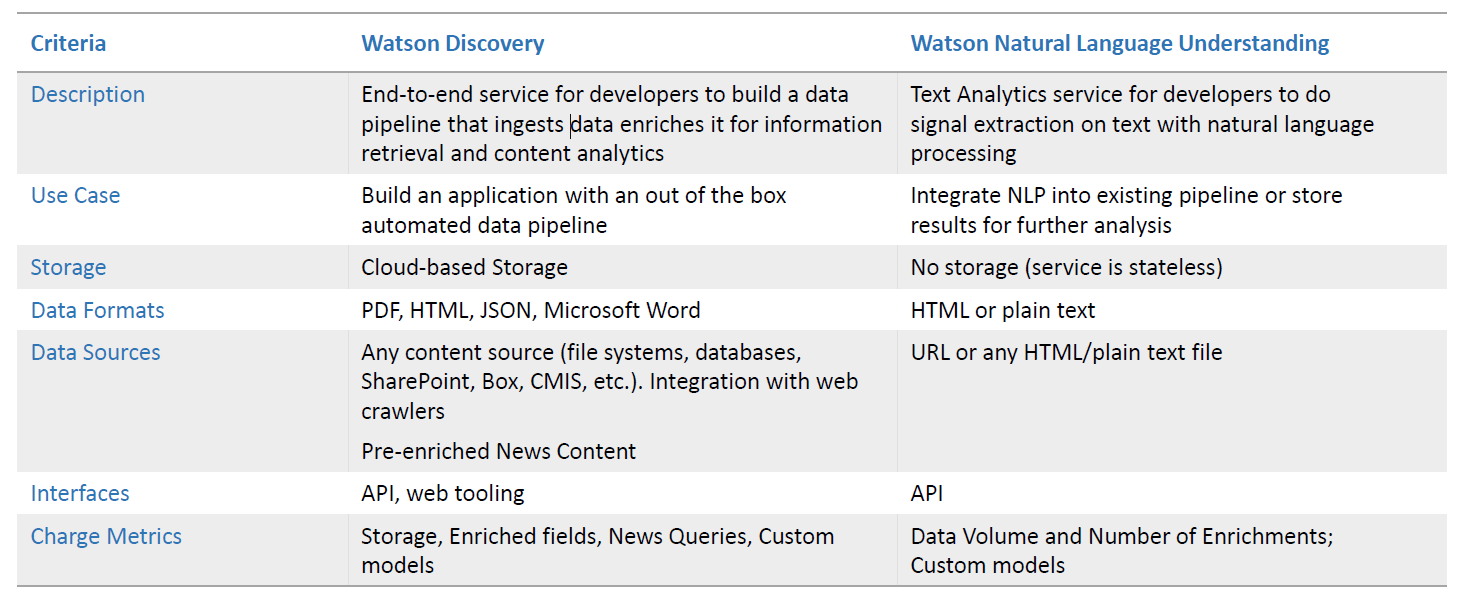 Criteria
Watson Discovery
Watson Natural Language Understanding
Description
End-to-end service for developers to build a data
pipeline that ingests data enriches it for information
retrieval and content analytics
Text Analytics service for developers to do
signal extraction on text with natural language
processing
Use Case
Build an application with an out of the box
automated data pipeline
Integrate NLP into existing pipeline or store
results for further analysis
Storage
Cloud-based Storage
No storage (service is stateless)
Data Formats
PDF, HTML, JSON, Microsoft Word
HTML or plain text
Data Sources
Any content source (file systems, databases,
SharePoint, Box, CMIS, etc.). Integration with web
crawlers
Pre-enriched News Content
URL or any HTML/plain text file
Interfaces
API, web tooling
API
Charge Metrics
Storage, Enriched fields, News Queries, Custom
models
Data Volume and Number of Enrichments;
Custom models